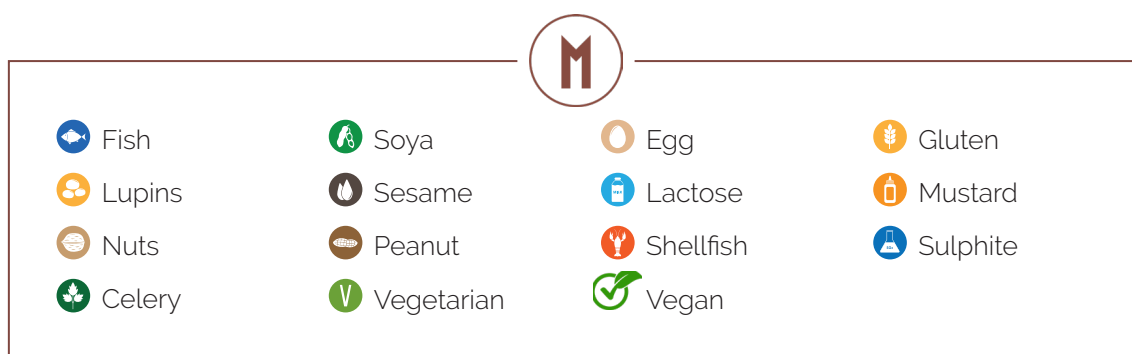 M
Fish Soya Egg Gluten
Lupins Sesame Lactose Mustard
Nuts Peanut Shellfish Sulphite
Celery V Vegetarian Vegan